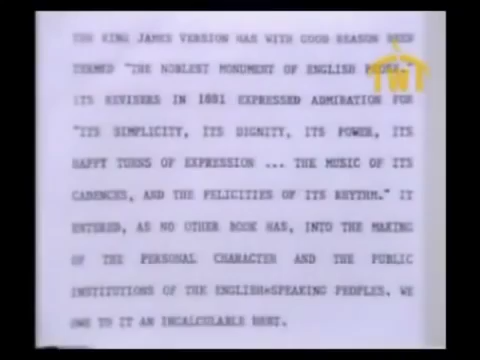 THE KING JAMES VERSION HAS WITH GOOD REASON BEEN
TERMED "THE NOBLEST MONUMENT OF ENGLISH PROSE."
ITS REVISERS IN 1881 EXPRESSED ADMIRATION FOR
"ITS SIMPLICITY, ITS DIGNITY, ITS POWER, ITS
HAPPY TURNS OF EXPRESSION ... THE MUSIC OF ITS
CADENCES, AND THE FELICITIES OF ITS RHYTHM." IT
ENTERED, AS NO OTHER BOOK HAS, INTO THE MAKING
OF THE PERSONAL CHARACTER AND THE PUBLIC
INSTITUTIONS OF THE ENGLISH-SPEAKING PEOPLES. WE
OWE TO IT AN INCALCULABLE DEBT.